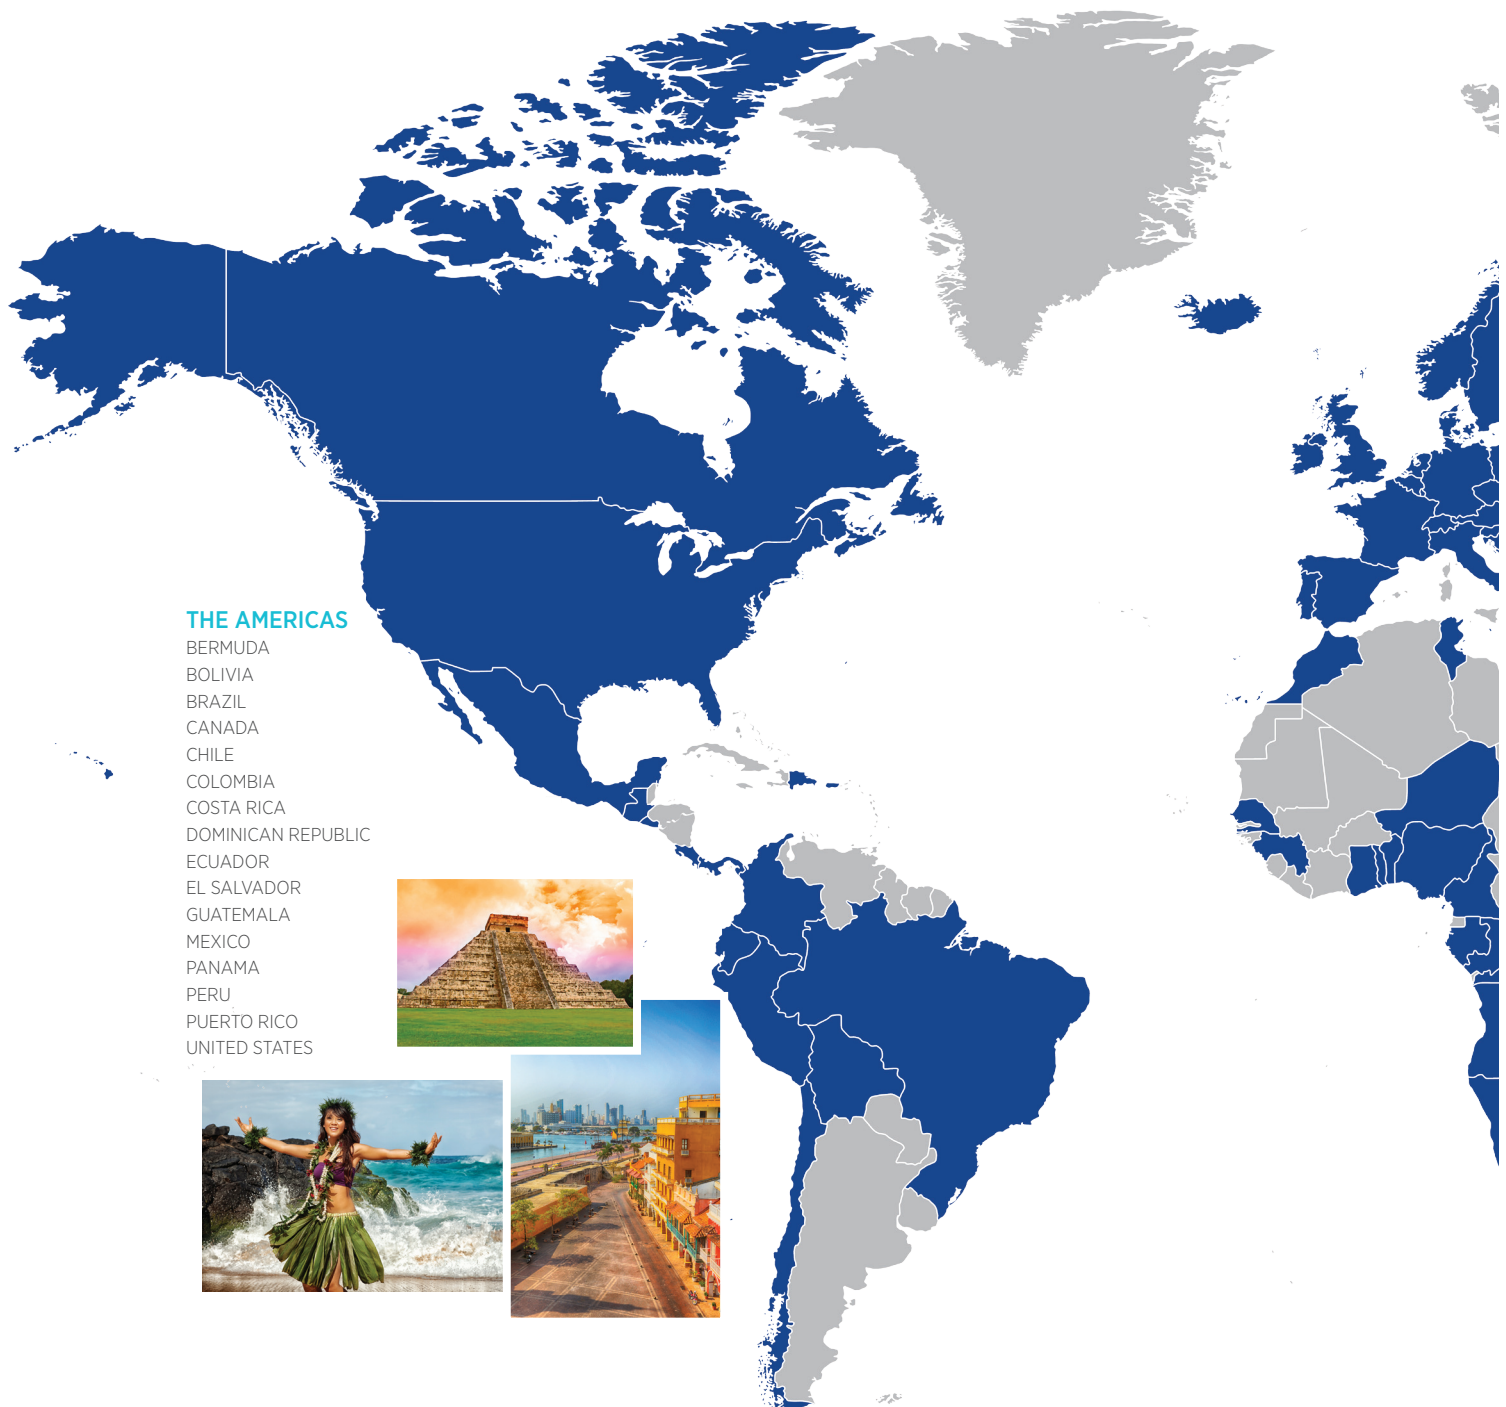 THE AMERICAS
BERMUDA
BOLIVIA
BRAZIL
CANADA
CHILE
COLOMBIA
COSTA RICA
DOMINICAN REPUBLIC
ECUADOR
EL SALVADOR
GUATEMALA
MEXICO
PANAMA
PERU
PUERTO RICO
UNITED STATES